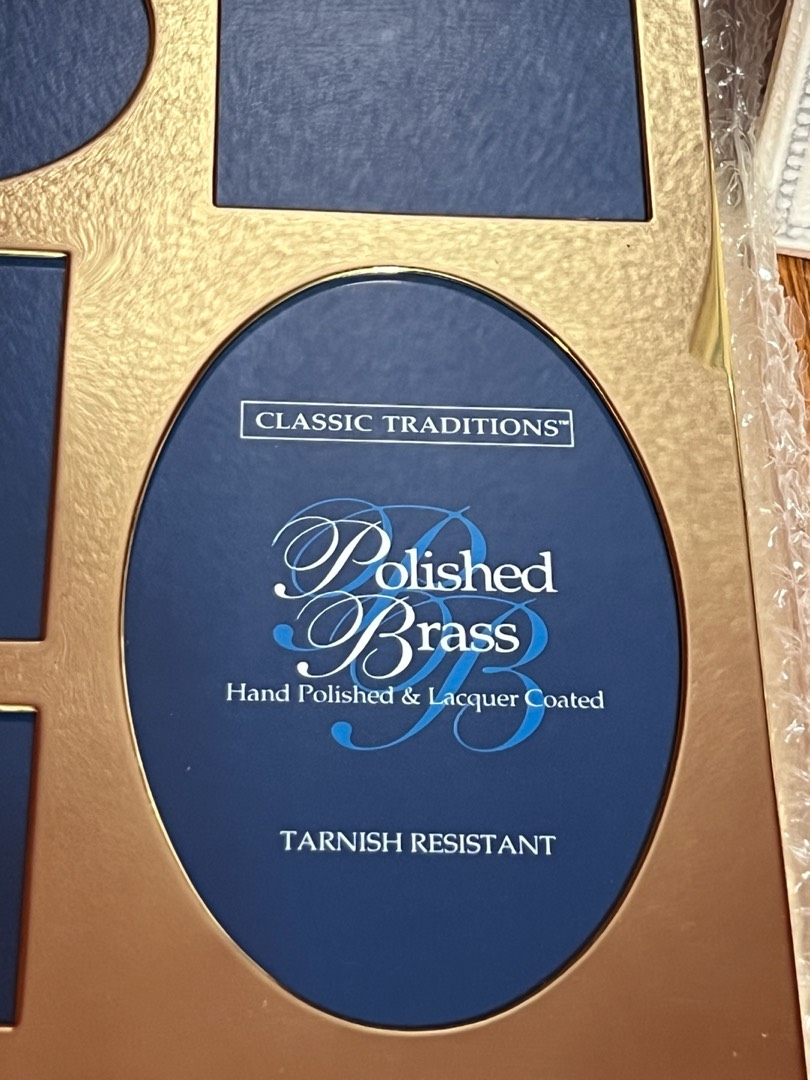 CLASSIC TRADITIONS™
Polished
Brass
Hand Polished & Lacquer Coated
TARNISH RESISTANT